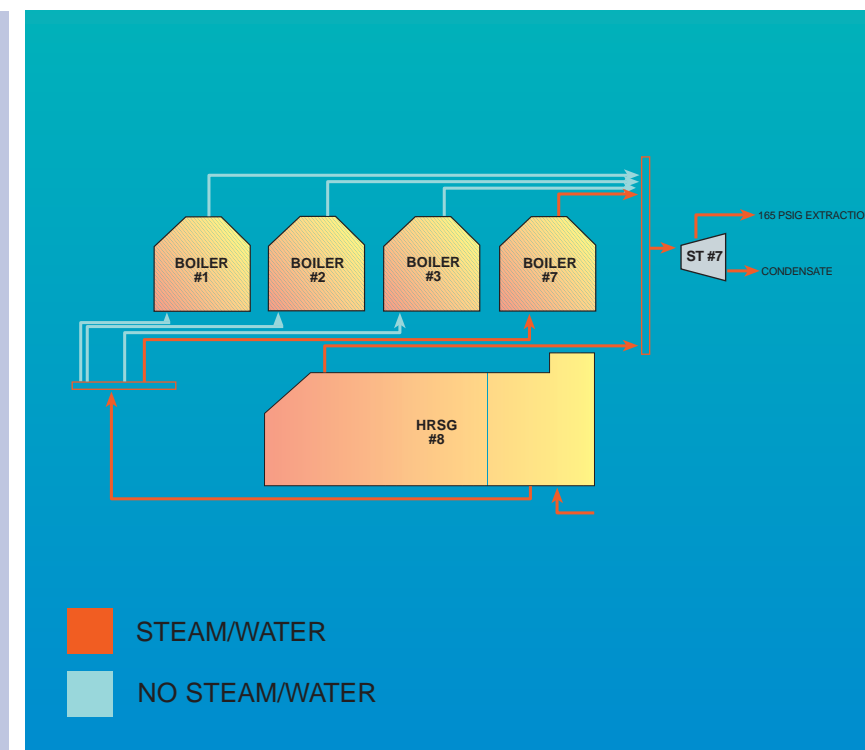 165 PSIG EXTRACTIO
BOILER
#1
BOILER
#2
BOILER
#3
BOILER
#7
ST #7
CONDENSATE
HRSG
#8
STEAM/WATER
NO STEAM/WATER